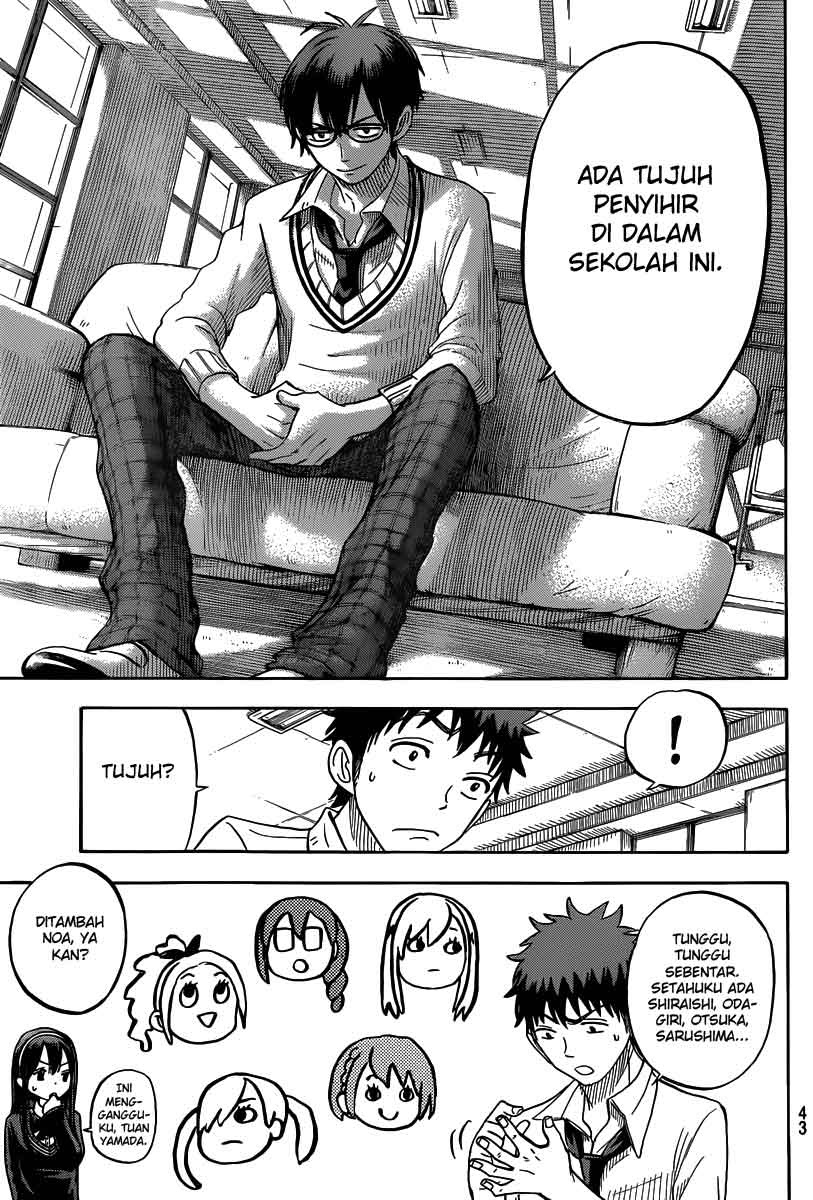 ADA TUJUH
PENYIHIR
DI DALAM
SEKOLAH INI.
!
TUJUH?
TUNGGU,
TUNGGU
SEBENTAR.
SETAHUKU ADA
SHIRAISHI, ODA-
GIRI, OTSUKA,
SARUSHIMA...
DITAMBAH
NOA, YA
KAN?
INI
MENG-
GANGGU-
KU, TUAN
YAMADA.
43